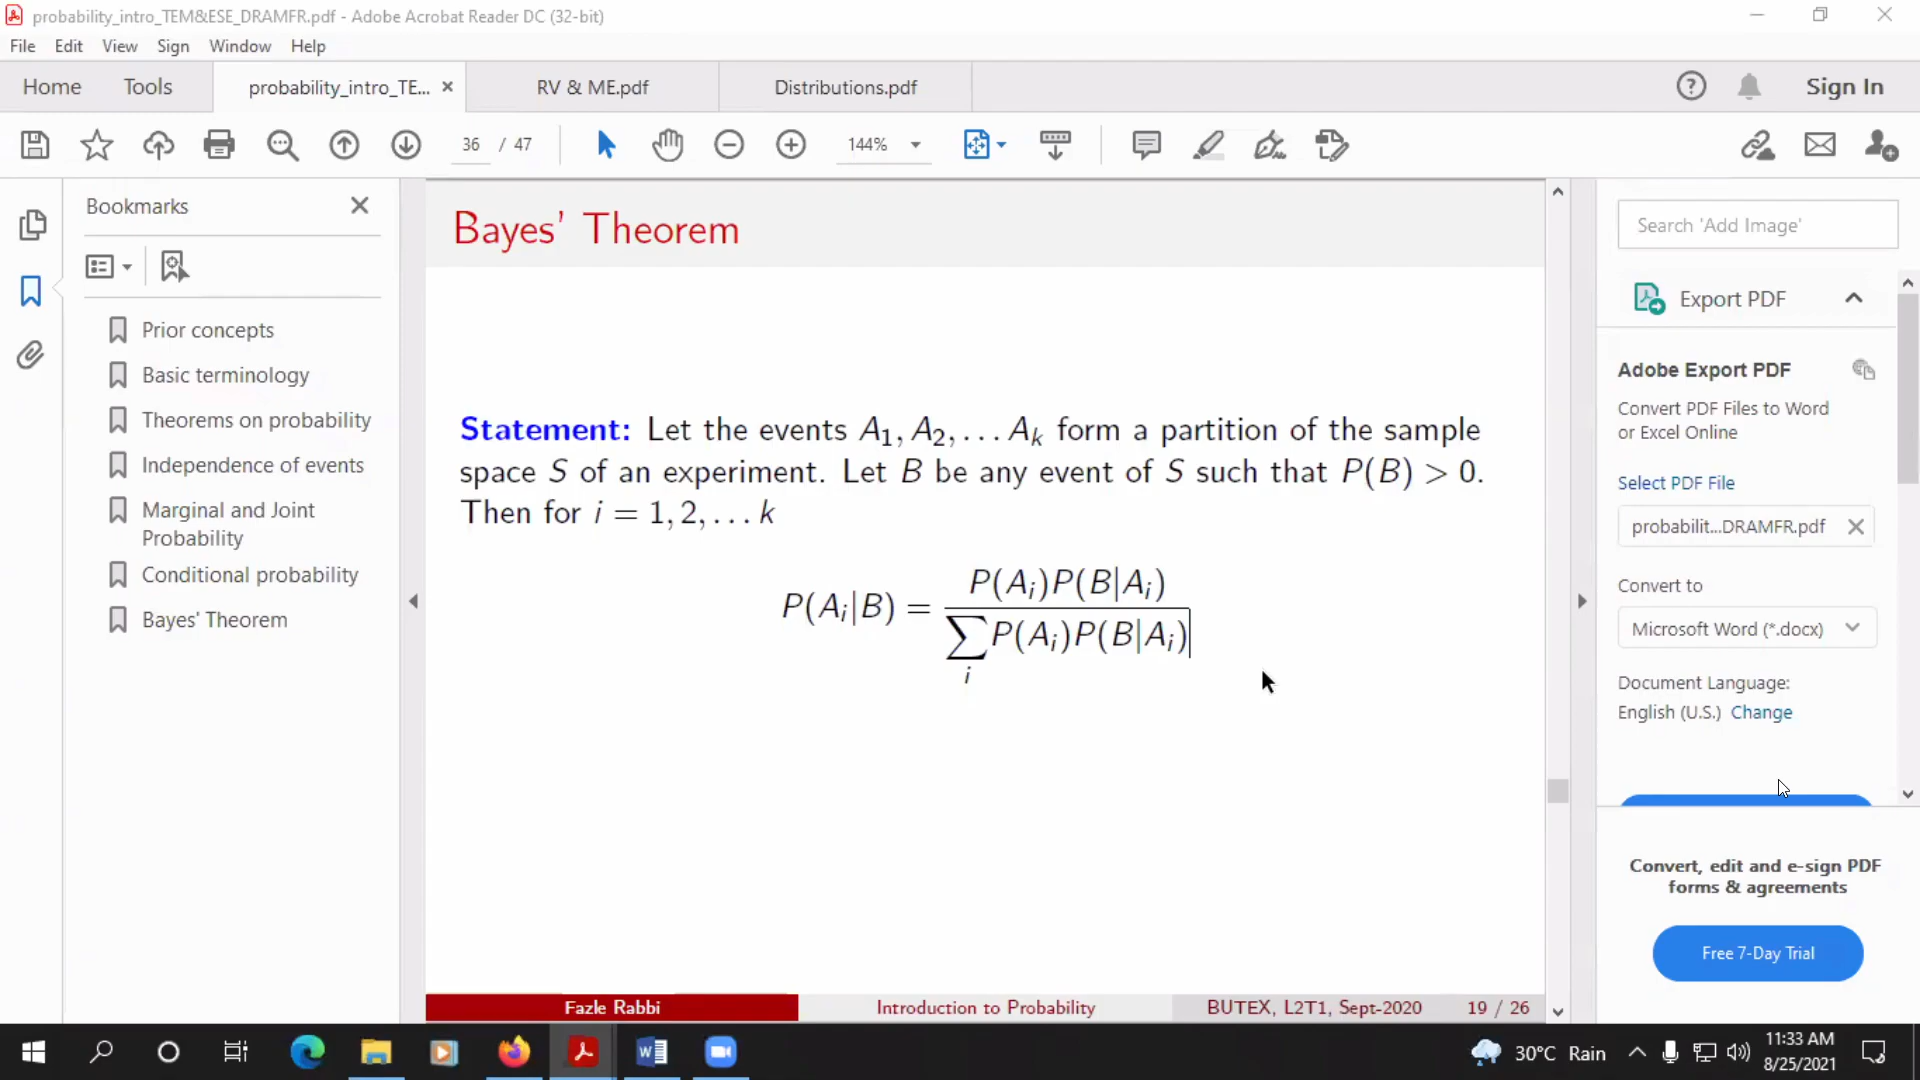 probability_intro_TEM&ESE_DRAMFR.pdf - Adobe Acrobat Reader DC (32-bit)
File Edit View Sign Window Help
Home Tools probability_intro_TE... × RV & ME.pdf Distributions.pdf Sign In
36 / 47 144%
Bookmarks
Prior concepts
Basic terminology
Theorems on probability
Independence of events
Marginal and Joint
Probability
Conditional probability
Bayes' Theorem
Bayes' Theorem
Statement: Let the events A₁, A₂, ... Aₖ form a partition of the sample
space S of an experiment. Let B be any event of S such that P(B) > 0.
Then for i = 1, 2, ... k
P(Aᵢ|B) = P(Aᵢ)P(B|Aᵢ)
∑ P(Aᵢ)P(B|Aᵢ)
i
Fazle Rabbi Introduction to Probability BUTEX, L2T1, Sept-2020 19 / 26
Search 'Add Image'
Export PDF
Adobe Export PDF
Convert PDF Files to Word
or Excel Online
Select PDF File
probabilit...DRAMFR.pdf
Convert to
Microsoft Word (*.docx)
Document Language:
English (U.S.) Change
Convert, edit and e-sign PDF
forms & agreements
Free 7-Day Trial
30°C Rain
11:33 AM
8/25/2021